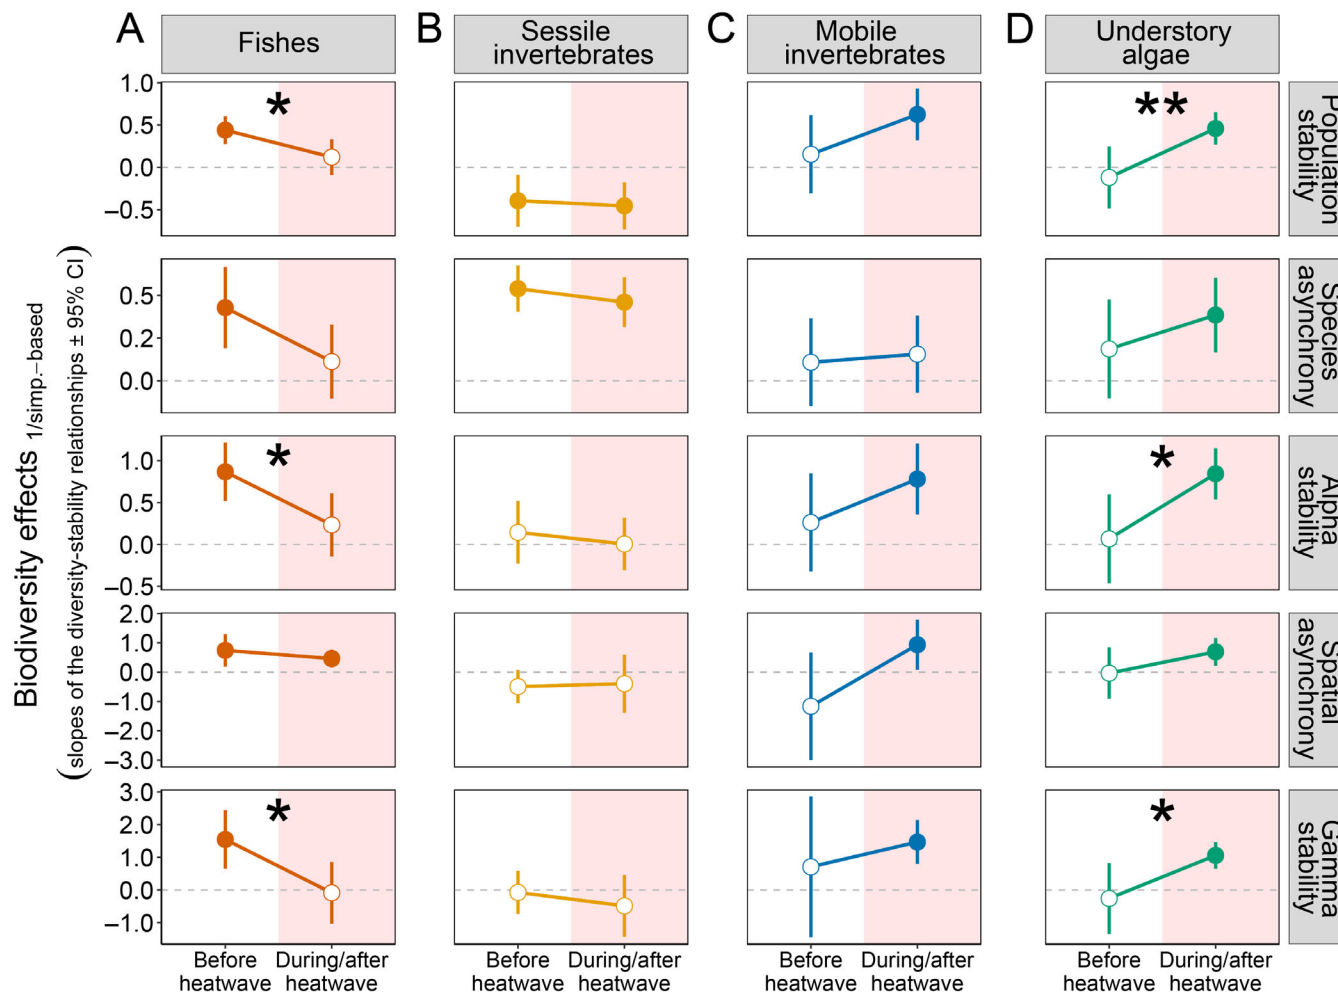 A
Fishes
B
Sessile
invertebrates
C
Mobile
invertebrates
D
Understory
algae
Biodiversity effects 1/simp.–based
(slopes of the diversity-stability relationships ± 95% CI)
1.0
0.5
0.0
–0.5
*
**
Population
stability
0.5
0.2
0.0
Species
asynchrony
1.0
0.5
0.0
–0.5
*
*
Alpha
stability
2.0
1.0
0.0
–1.0
–2.0
–3.0
Spatial
asynchrony
3.0
2.0
1.0
0.0
–1.0
*
*
Gamma
stability
Before
heatwave
During/after
heatwave
Before
heatwave
During/after
heatwave
Before
heatwave
During/after
heatwave
Before
heatwave
During/after
heatwave